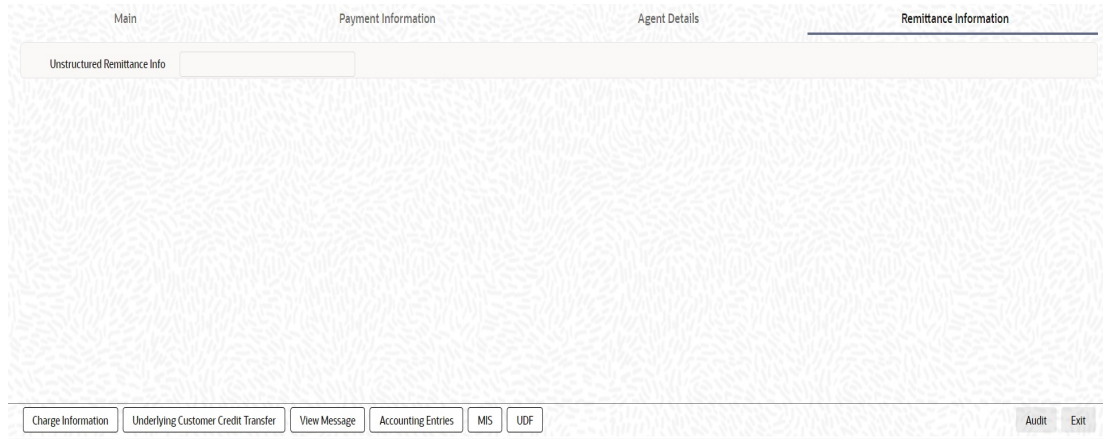 Main Payment Information Agent Details Remittance Information
Unstructured Remittance Info
Charge Information Underlying Customer Credit Transfer View Message Accounting Entries MIS UDF Audit Exit